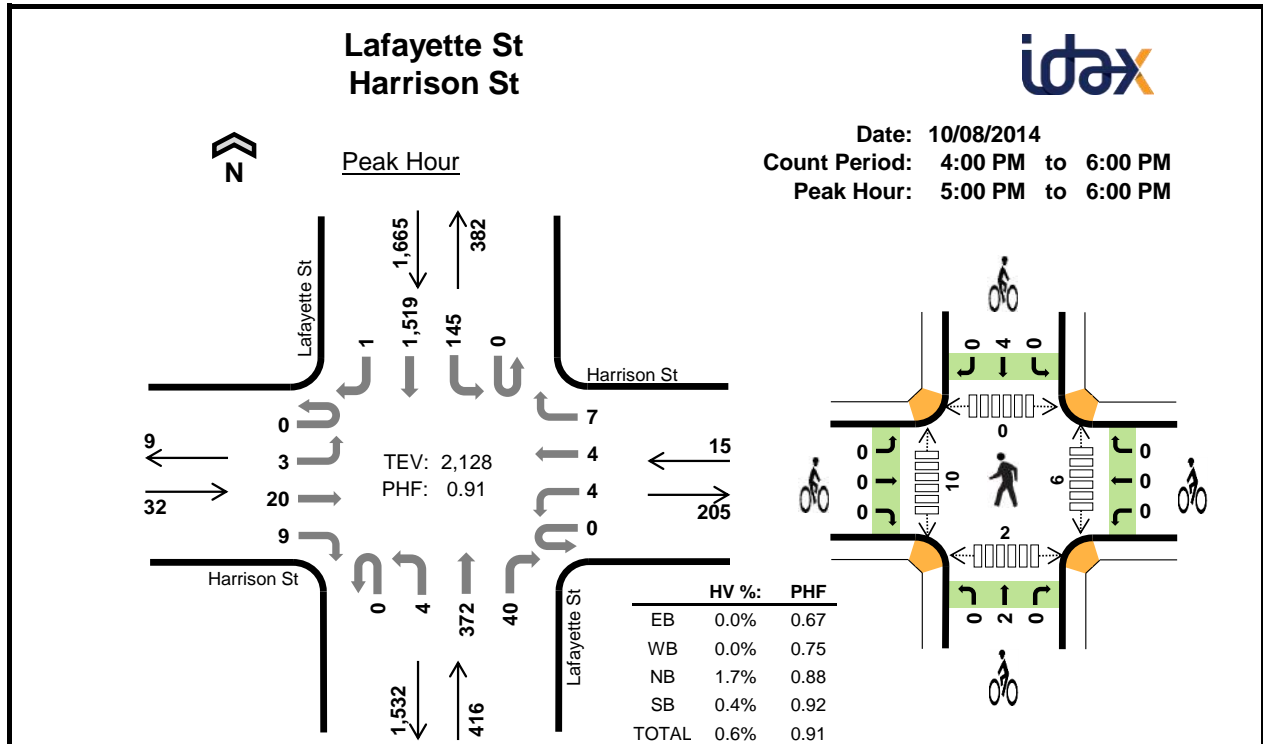 Lafayette St
Harrison St
idax
Date: 10/08/2014
Count Period: 4:00 PM to 6:00 PM
Peak Hour: 5:00 PM to 6:00 PM
N
Peak Hour
1,665
382
Lafayette St
1
1,519
145
0
Harrison St
0
3
20
9
7
4
4
0
9
32
15
205
TEV: 2,128
PHF: 0.91
Harrison St
0
4
372
40
Lafayette St
1,532
416
HV %: PHF
EB 0.0% 0.67
WB 0.0% 0.75
NB 1.7% 0.88
SB 0.4% 0.92
TOTAL 0.6% 0.91
0
4
0
0
0
0
0
10
6
0
0
0
2
0
2
0